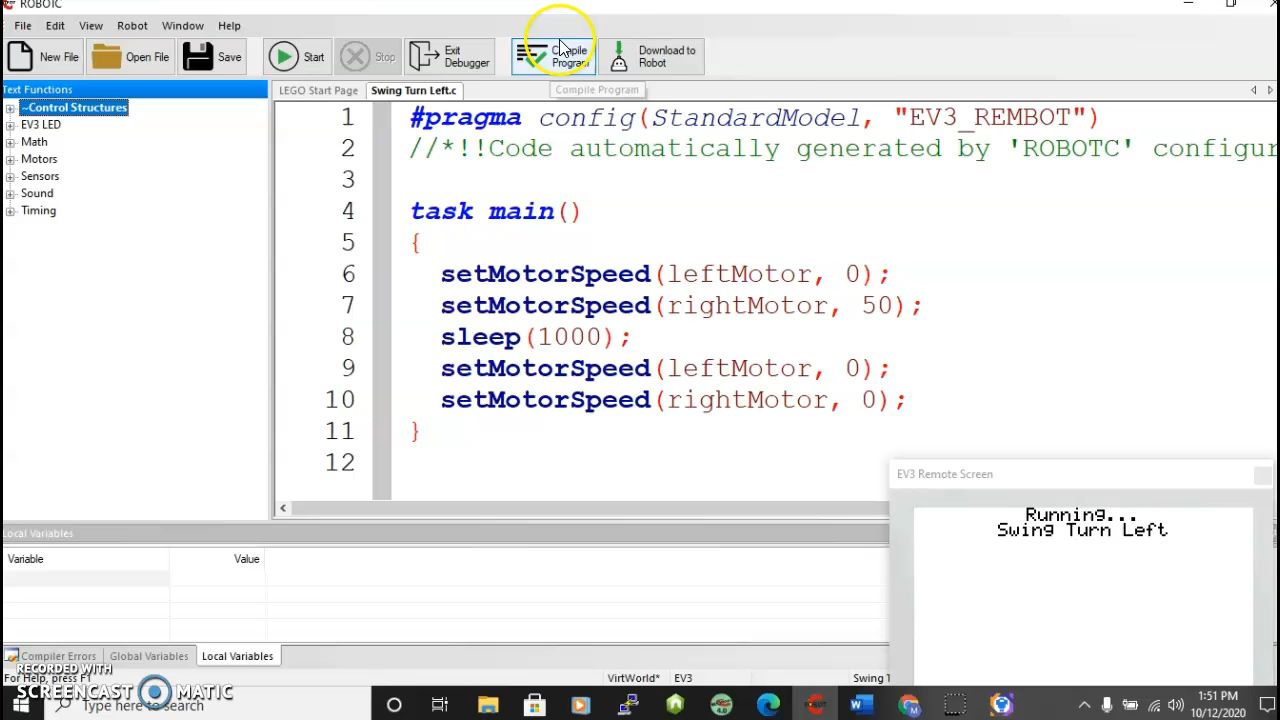 ROBOTC
File Edit View Robot Window Help
New File Open File Save Start Stop Exit Debugger Compile Program Download to Robot
Compile Program
Text Functions
~Control Structures
EV3 LED
Math
Motors
Sensors
Sound
Timing
LEGO Start Page Swing Turn Left.c
1 #pragma config(StandardModel, "EV3_REMBOT")
2 //*!!Code automatically generated by 'ROBOTC' configur
3
4 task main()
5 {
6 setMotorSpeed(leftMotor, 0);
7 setMotorSpeed(rightMotor, 50);
8 sleep(1000);
9 setMotorSpeed(leftMotor, 0);
10 setMotorSpeed(rightMotor, 0);
11 }
12
EV3 Remote Screen
Running...
Swing Turn Left
Local Variables
Variable Value
Compiler Errors Global Variables Local Variables
For Help, press F1 VirtWorld* EV3 Swing T
RECORDED WITH
SCREENCAST MATIC
Type here to search
1:51 PM
10/12/2020